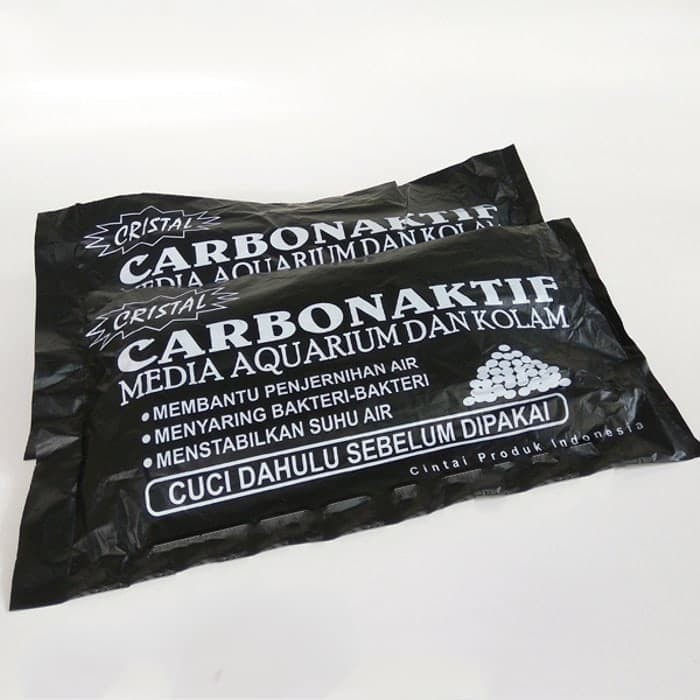 CRISTAL
CARBONAKTIF
MEDIA AQUARIUM DAN KOLAM
CRISTAL
CARBONAKTIF
MEDIA AQUARIUM DAN KOLAM
• MEMBANTU PENJERNIHAN AIR
• MENYARING BAKTERI-BAKTERI
• MENSTABILKAN SUHU AIR
CUCI DAHULU SEBELUM DIPAKAI
Cintai Produk Indonesia